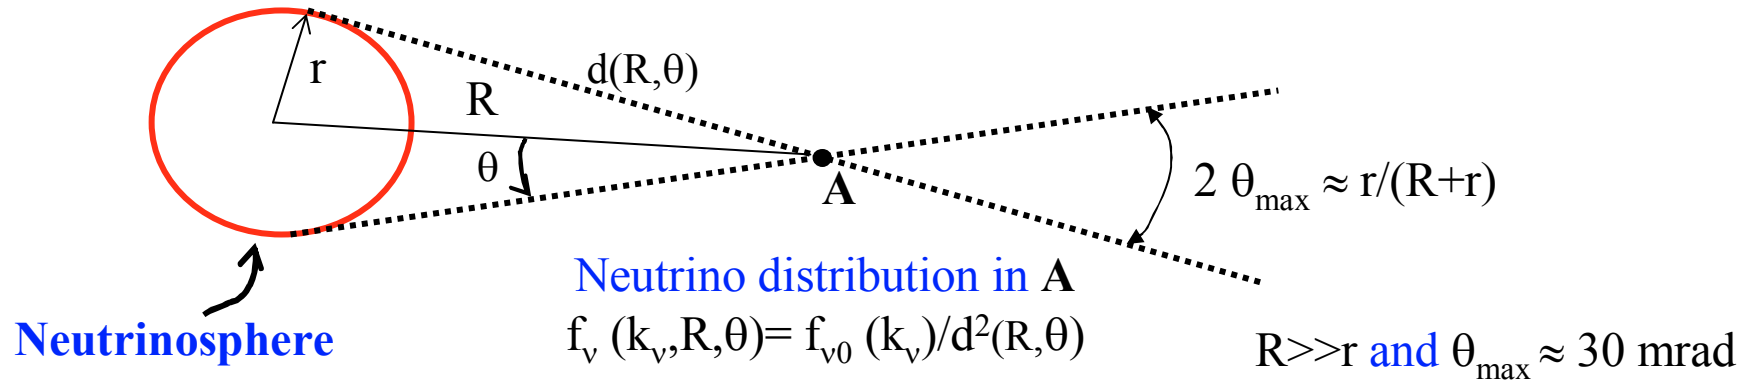 r
R
d(R,θ)
θ
A
2 θmax ≈ r/(R+r)
Neutrino distribution in A
fν (kν,R,θ)= fν0 (kν)/d²(R,θ)
Neutrinosphere
R>>r and θmax ≈ 30 mrad